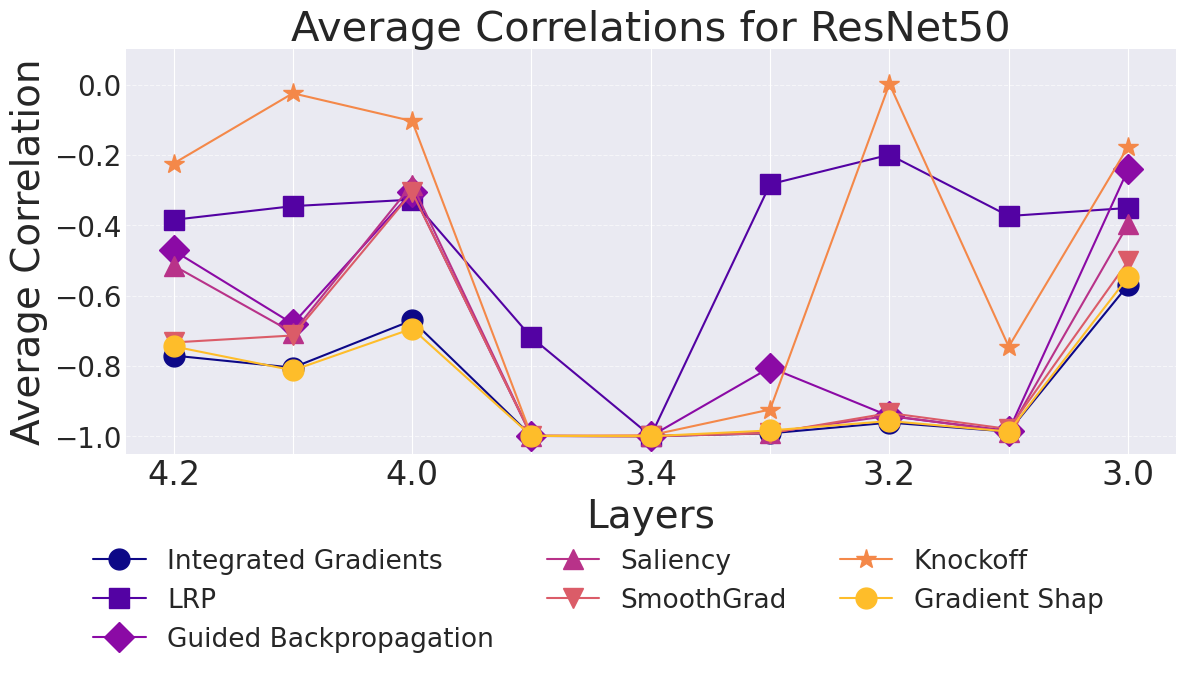 Average Correlations for ResNet50
Average Correlation
0.0
−0.2
−0.4
−0.6
−0.8
−1.0
4.2 4.0 3.4 3.2 3.0
Layers
Integrated Gradients Saliency Knockoff
LRP SmoothGrad Gradient Shap
Guided Backpropagation